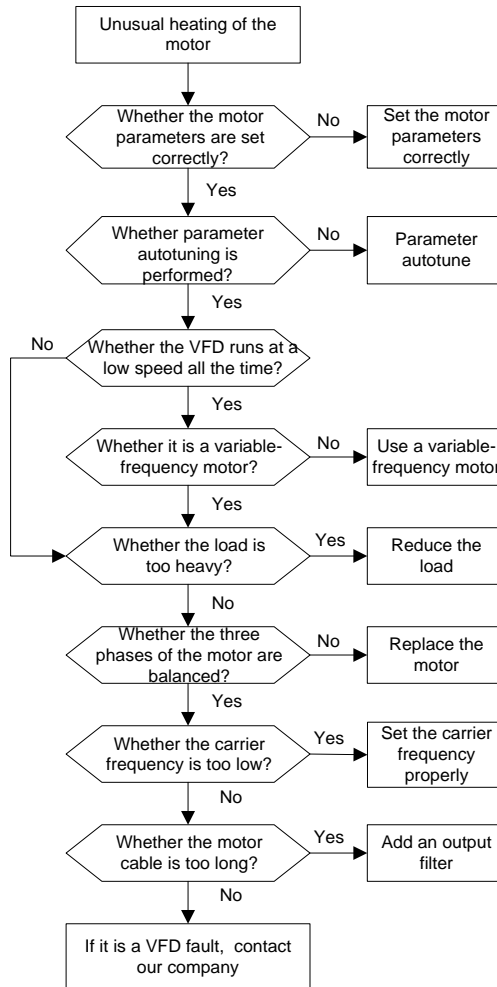 Unusual heating of the
motor
Whether the motor
parameters are set
correctly?
No
Set the motor
parameters
correctly
Yes
Whether parameter
autotuning is
performed?
No
Parameter
autotune
Yes
No
Whether the VFD runs at a
low speed all the time?
Yes
Whether it is a variable-
frequency motor?
No
Use a variable-
frequency motor
Yes
Whether the load is
too heavy?
Yes
Reduce the
load
No
Whether the three
phases of the motor are
balanced?
No
Replace the
motor
Yes
Whether the carrier
frequency is too low?
Yes
Set the carrier
frequency
properly
No
Whether the motor
cable is too long?
Yes
Add an output
filter
No
If it is a VFD fault, contact
our company